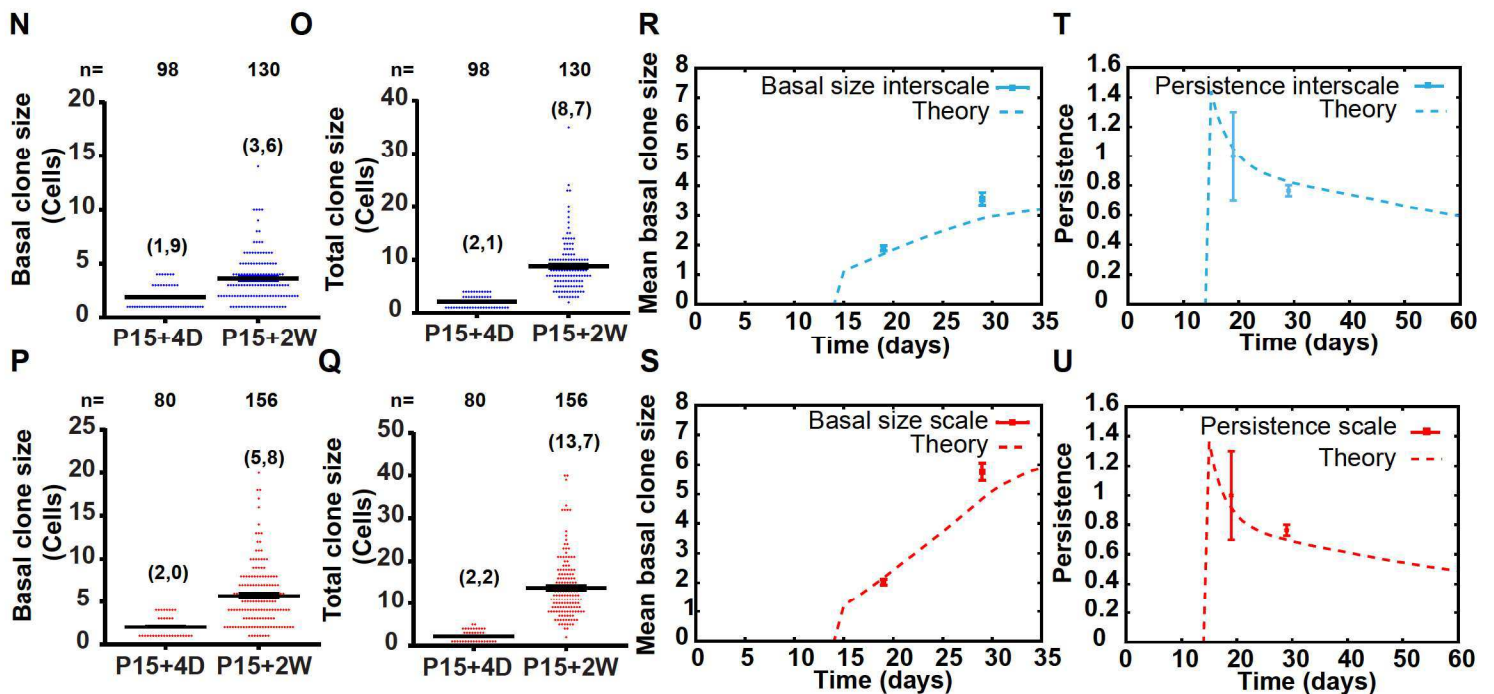 N
n= 98 130
Basal clone size
(Cells)
20
15
10
5
0
(1,9)
(3,6)
P15+4D P15+2W
O
n= 98 130
Total clone size
(Cells)
40
30
20
10
0
(2,1)
(8,7)
P15+4D P15+2W
R
Mean basal clone size
8
7
6
5
4
3
2
1
0
Basal size interscale
Theory
0 5 10 15 20 25 30 35
Time (days)
T
Persistence
1.6
1.4
1.2
1
0.8
0.6
0.4
0.2
0
Persistence interscale
Theory
0 10 20 30 40 50 60
Time (days)
P
n= 80 156
Basal clone size
(Cells)
25
20
15
10
5
0
(2,0)
(5,8)
P15+4D P15+2W
Q
n= 80 156
Total clone size
(Cells)
50
40
30
20
10
0
(2,2)
(13,7)
P15+4D P15+2W
S
Mean basal clone size
8
7
6
5
4
3
2
1
0
Basal size scale
Theory
0 5 10 15 20 25 30 35
Time (days)
U
Persistence
1.6
1.4
1.2
1
0.8
0.6
0.4
0.2
0
Persistence scale
Theory
0 10 20 30 40 50 60
Time (days)